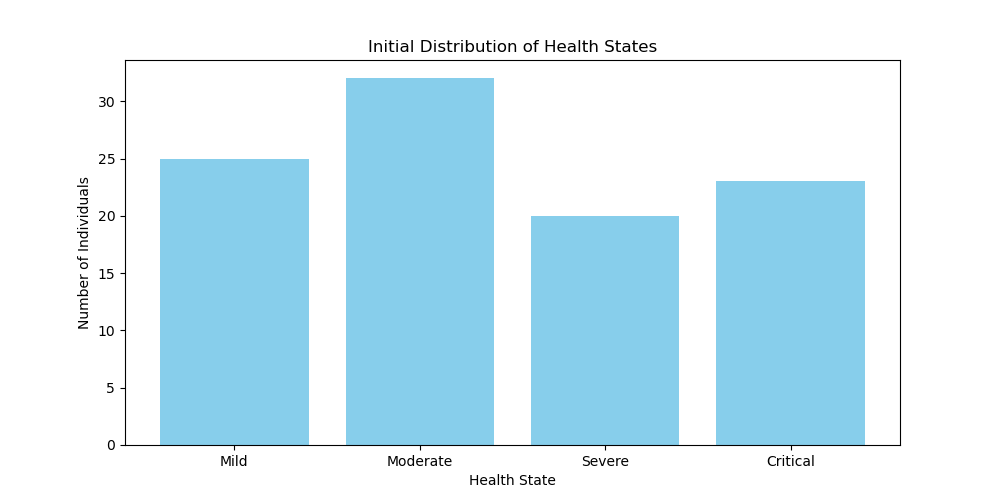 Initial Distribution of Health States
Number of Individuals
30
25
20
15
10
5
0
Mild Moderate Severe Critical
Health State